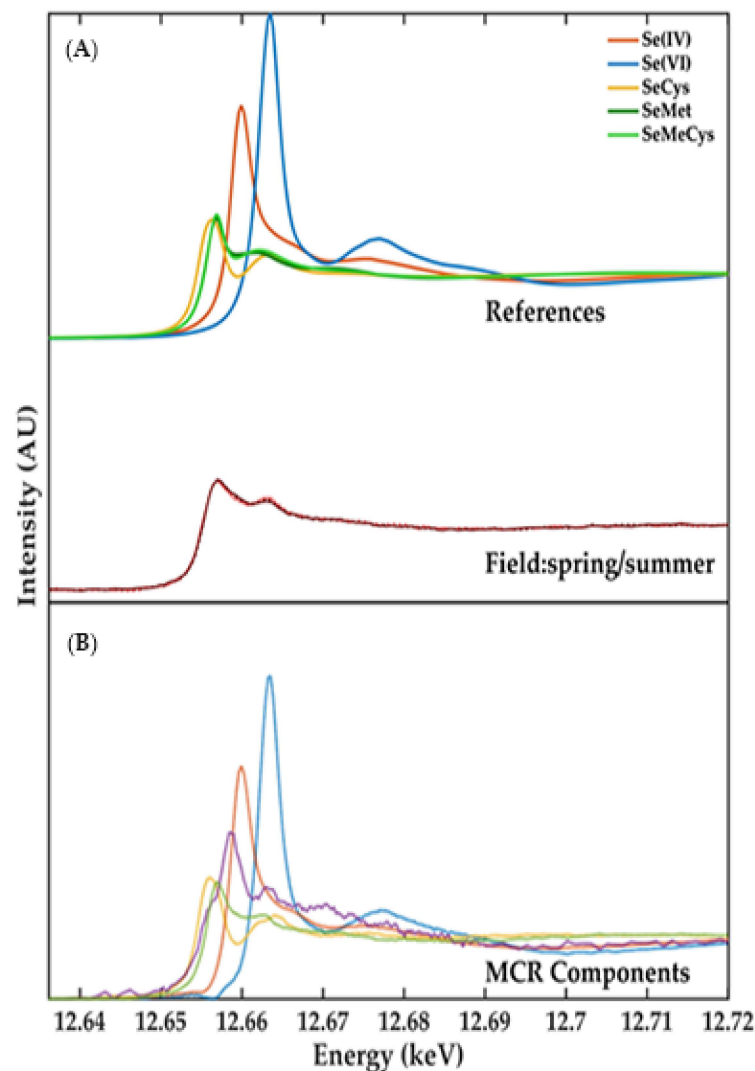 (A)
Se(IV)
Se(VI)
SeCys
SeMet
SeMeCys
References
Field:spring/summer
Intensity (AU)
(B)
MCR Components
12.64 12.65 12.66 12.67 12.68 12.69 12.7 12.71 12.72
Energy (keV)